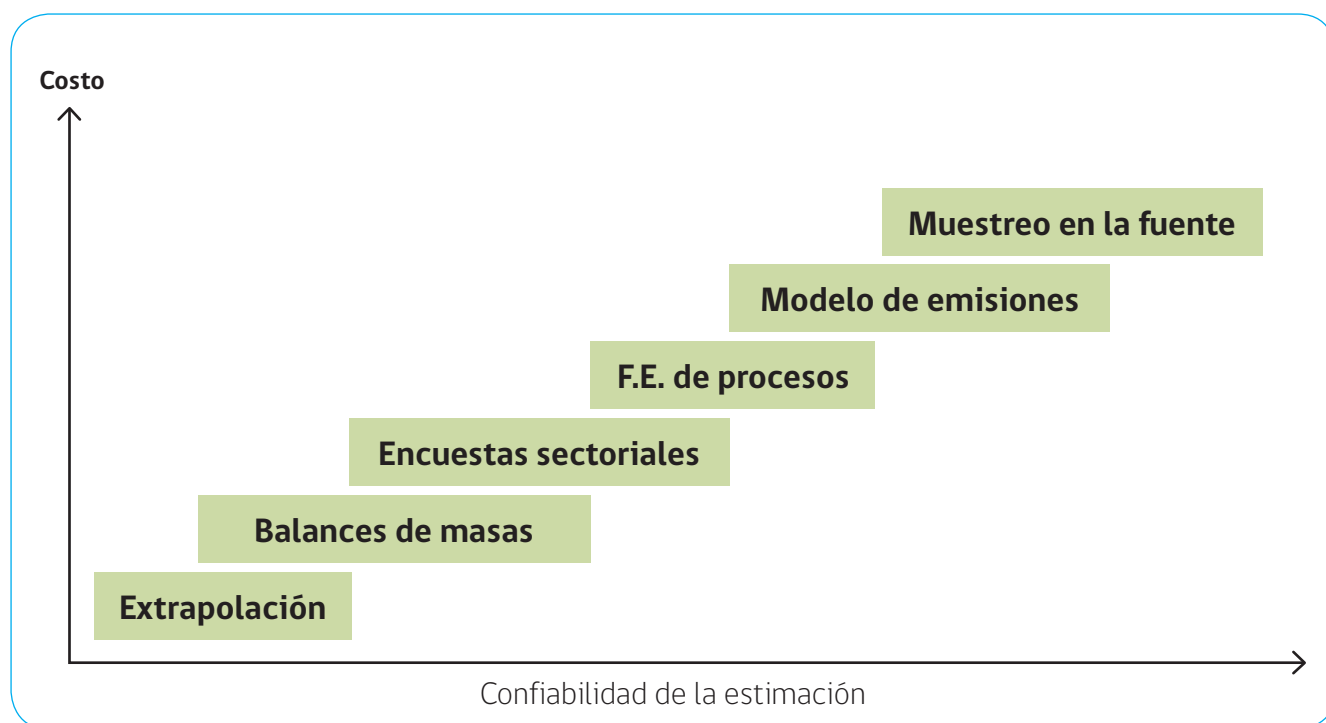 Costo
Muestreo en la fuente
Modelo de emisiones
F.E. de procesos
Encuestas sectoriales
Balances de masas
Extrapolación
Confiabilidad de la estimación